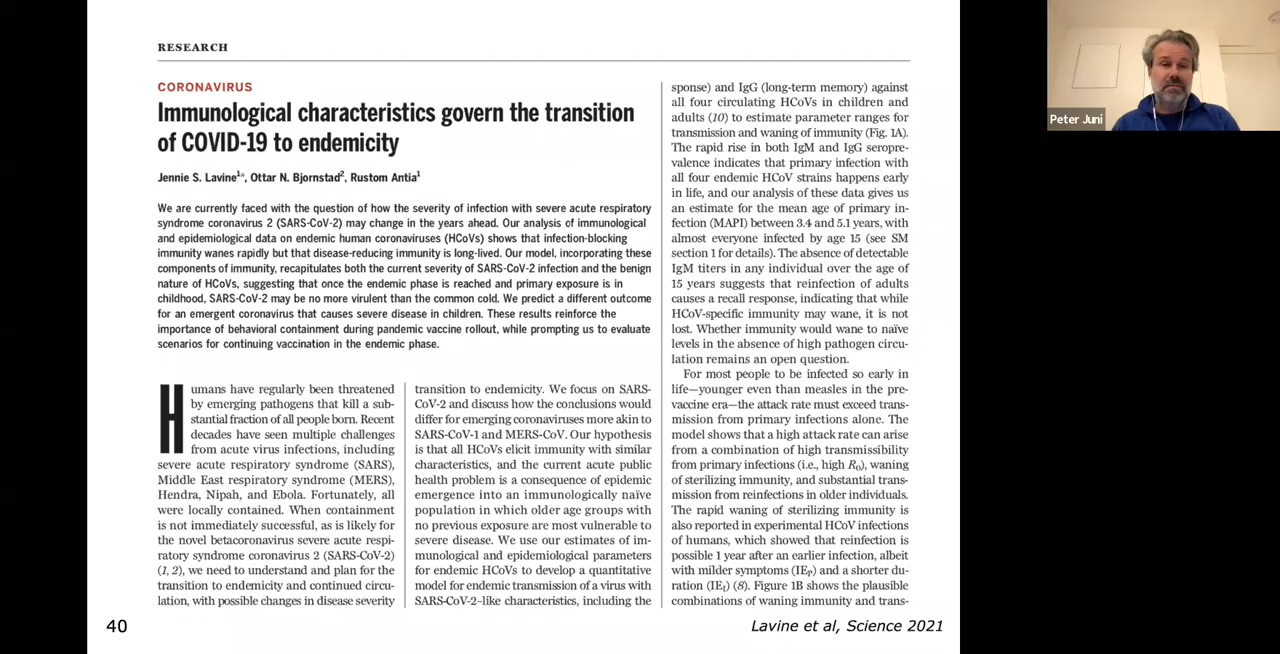 RESEARCH
CORONAVIRUS
Immunological characteristics govern the transition
of COVID-19 to endemicity
Jennie S. Lavine¹*, Ottar N. Bjornstad², Rustom Antia¹
We are currently faced with the question of how the severity of infection with severe acute respiratory
syndrome coronavirus 2 (SARS-CoV-2) may change in the years ahead. Our analysis of immunological
and epidemiological data on endemic human coronaviruses (HCoVs) shows that infection-blocking
immunity wanes rapidly but that disease-reducing immunity is long-lived. Our model, incorporating these
components of immunity, recapitulates both the current severity of SARS-CoV-2 infection and the benign
nature of HCoVs, suggesting that once the endemic phase is reached and primary exposure is in
childhood, SARS-CoV-2 may be no more virulent than the common cold. We predict a different outcome
for an emergent coronavirus that causes severe disease in children. These results reinforce the
importance of behavioral containment during pandemic vaccine rollout, while prompting us to evaluate
scenarios for continuing vaccination in the endemic phase.
Humans have regularly been threatened
by emerging pathogens that kill a sub-
stantial fraction of all people born. Recent
decades have seen multiple challenges
from acute virus infections, including
severe acute respiratory syndrome (SARS),
Middle East respiratory syndrome (MERS),
Hendra, Nipah, and Ebola. Fortunately, all
were locally contained. When containment
is not immediately successful, as is likely for
the novel betacoronavirus severe acute respi-
ratory syndrome coronavirus 2 (SARS-CoV-2)
(1, 2), we need to understand and plan for the
transition to endemicity and continued circu-
lation, with possible changes in disease severity
transition to endemicity. We focus on SARS-
CoV-2 and discuss how the conclusions would
differ for emerging coronaviruses more akin to
SARS-CoV-1 and MERS-CoV. Our hypothesis
is that all HCoVs elicit immunity with similar
characteristics, and the current acute public
health problem is a consequence of epidemic
emergence into an immunologically naïve
population in which older age groups with
no previous exposure are most vulnerable to
severe disease. We use our estimates of im-
munological and epidemiological parameters
for endemic HCoVs to develop a quantitative
model for endemic transmission of a virus with
SARS-CoV-2–like characteristics, including the
sponse) and IgG (long-term memory) against
all four circulating HCoVs in children and
adults (10) to estimate parameter ranges for
transmission and waning of immunity (Fig. 1A).
The rapid rise in both IgM and IgG seropre-
valence indicates that primary infection with
all four endemic HCoV strains happens early
in life, and our analysis of these data gives us
an estimate for the mean age of primary in-
fection (MAPI) between 3.4 and 5.1 years, with
almost everyone infected by age 15 (see SM
section 1 for details). The absence of detectable
IgM titers in any individual over the age of
15 years suggests that reinfection of adults
causes a recall response, indicating that while
HCoV-specific immunity may wane, it is not
lost. Whether immunity would wane to naïve
levels in the absence of high pathogen circu-
lation remains an open question.
For most people to be infected so early in
life—younger even than measles in the pre-
vaccine era—the attack rate must exceed trans-
mission from primary infections alone. The
model shows that a high attack rate can arise
from a combination of high transmissibility
from primary infections (i.e., high R₀), waning
of sterilizing immunity, and substantial trans-
mission from reinfections in older individuals.
The rapid waning of sterilizing immunity is
also reported in experimental HCoV infections
of humans, which showed that reinfection is
possible 1 year after an earlier infection, albeit
with milder symptoms (IEP) and a shorter du-
ration (IEI) (8). Figure 1B shows the plausible
combinations of waning immunity and trans-
40
Lavine et al, Science 2021
Peter Juni